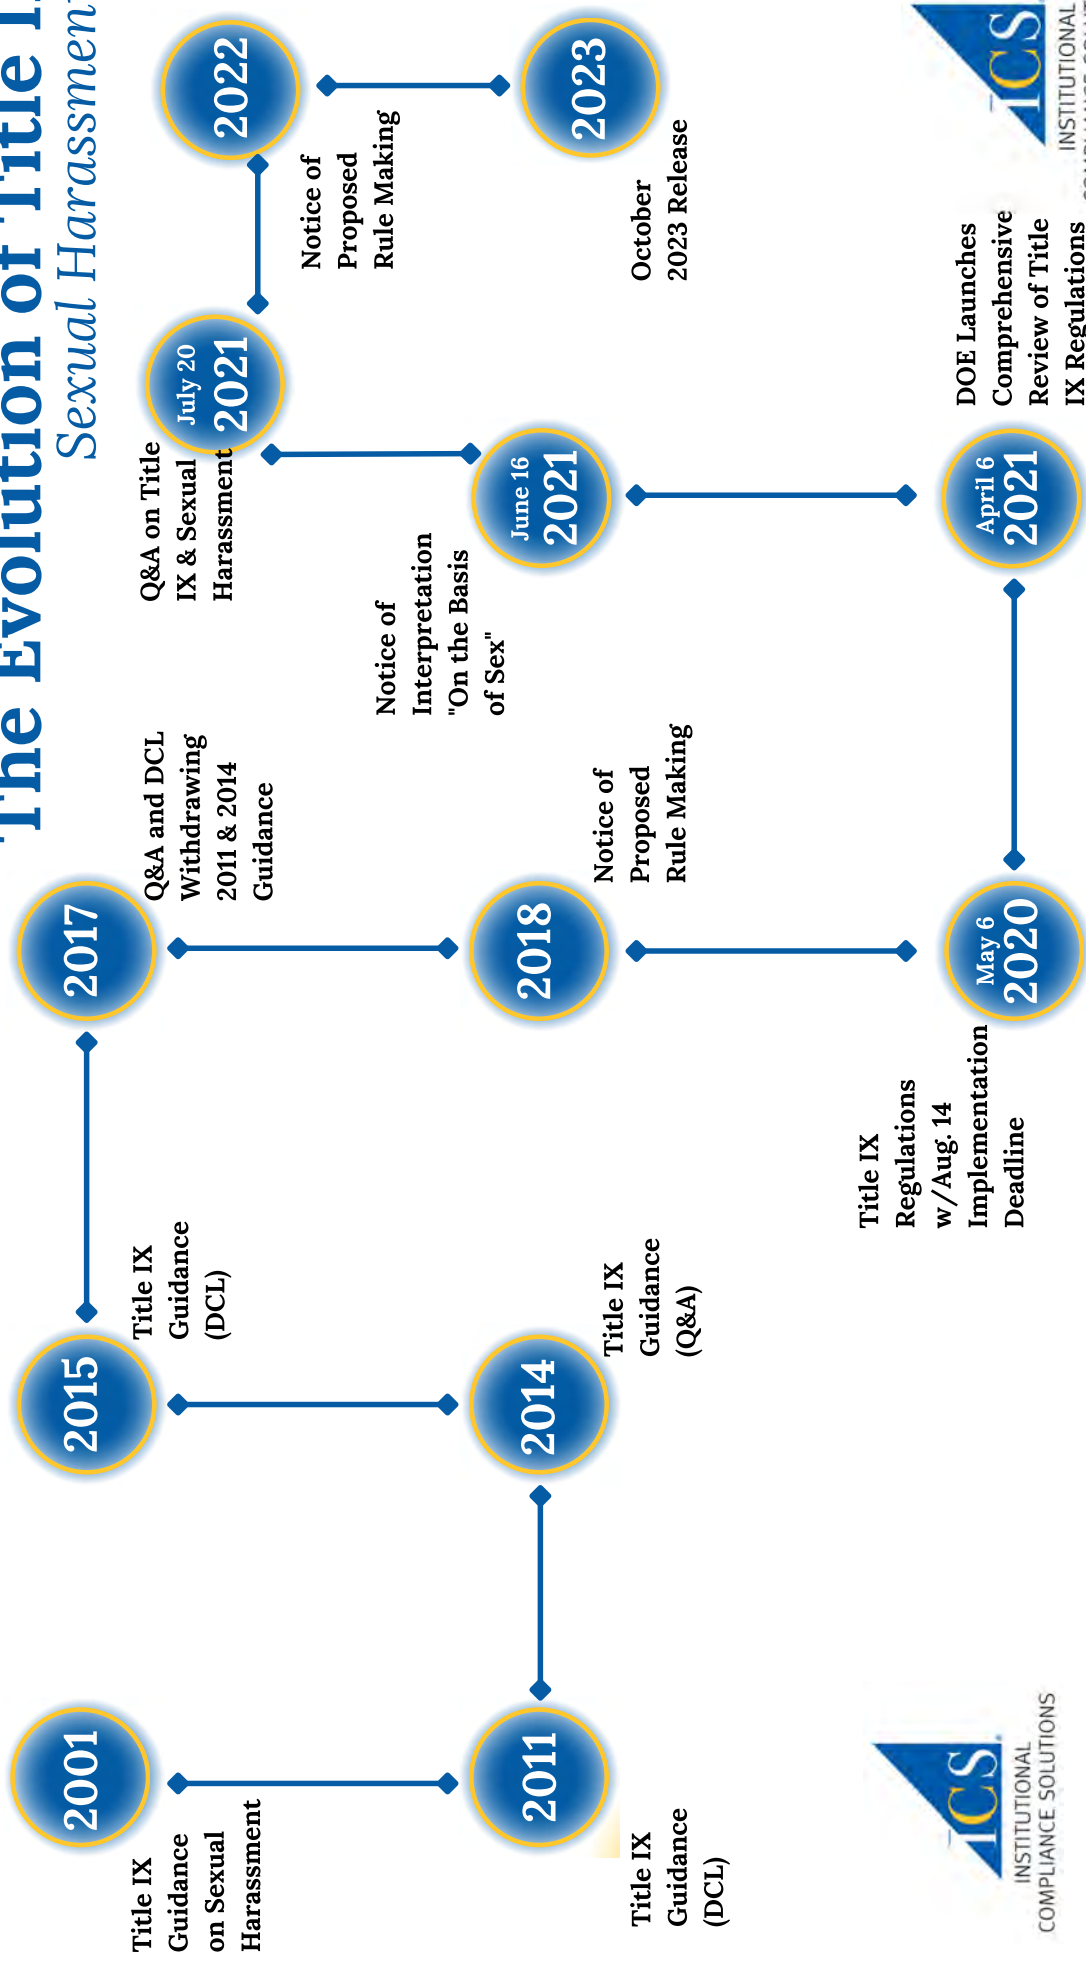 The Evolution of Title
Sexual Harassment
2001
Title IX
Guidance
on Sexual
Harassment
2011
Title IX
Guidance
(DCL)
2014
Title IX
Guidance
(Q&A)
2015
Title IX
Guidance
(DCL)
2017
Q&A and DCL
Withdrawing
2011 & 2014
Guidance
2018
Notice of
Proposed
Rule Making
May 6
2020
Title IX
Regulations
w/Aug. 14
Implementation
Deadline
April 6
2021
DOE Launches
Comprehensive
Review of Title
IX Regulations
June 16
2021
Notice of
Interpretation
"On the Basis
of Sex"
July 20
2021
Q&A on Title
IX & Sexual
Harassment
2022
Notice of
Proposed
Rule Making
2023
October
2023 Release
ICS
INSTITUTIONAL
COMPLIANCE SOLUTIONS
ICS
INSTITUTIONAL